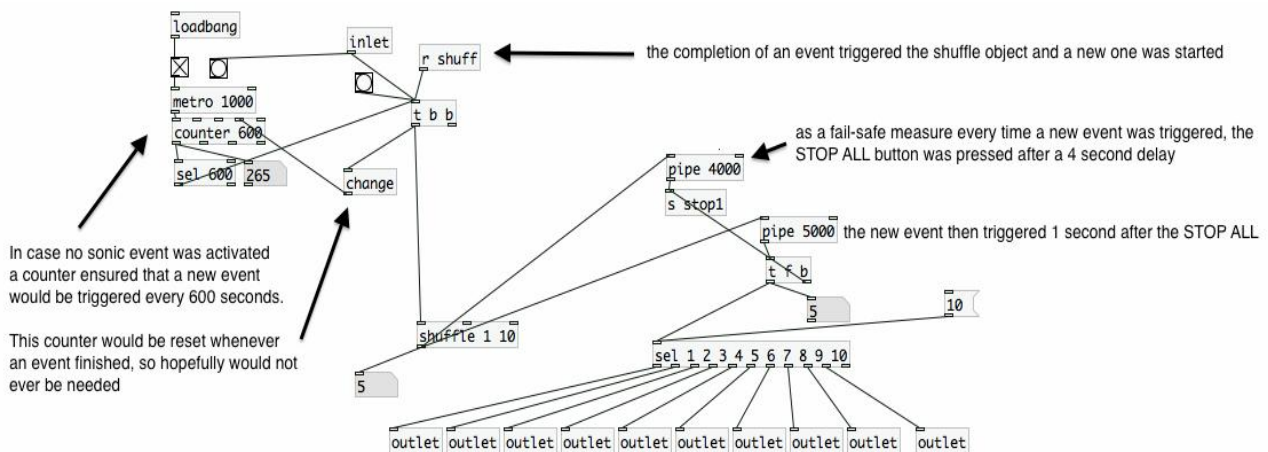 loadbang
inlet
r shuff
the completion of an event triggered the shuffle object and a new one was started
metro 1000
t b b
counter 600
as a fail-safe measure every time a new event was triggered, the
STOP ALL button was pressed after a 4 second delay
sel 600
265
change
pipe 4000
s stop1
In case no sonic event was activated
a counter ensured that a new event
would be triggered every 600 seconds.
This counter would be reset whenever
an event finished, so hopefully would not
ever be needed
pipe 5000
the new event then triggered 1 second after the STOP ALL
t f b
5
10
shuffle 1 10
5
sel 1 2 3 4 5 6 7 8 9 10
outlet outlet outlet outlet outlet outlet outlet outlet outlet outlet